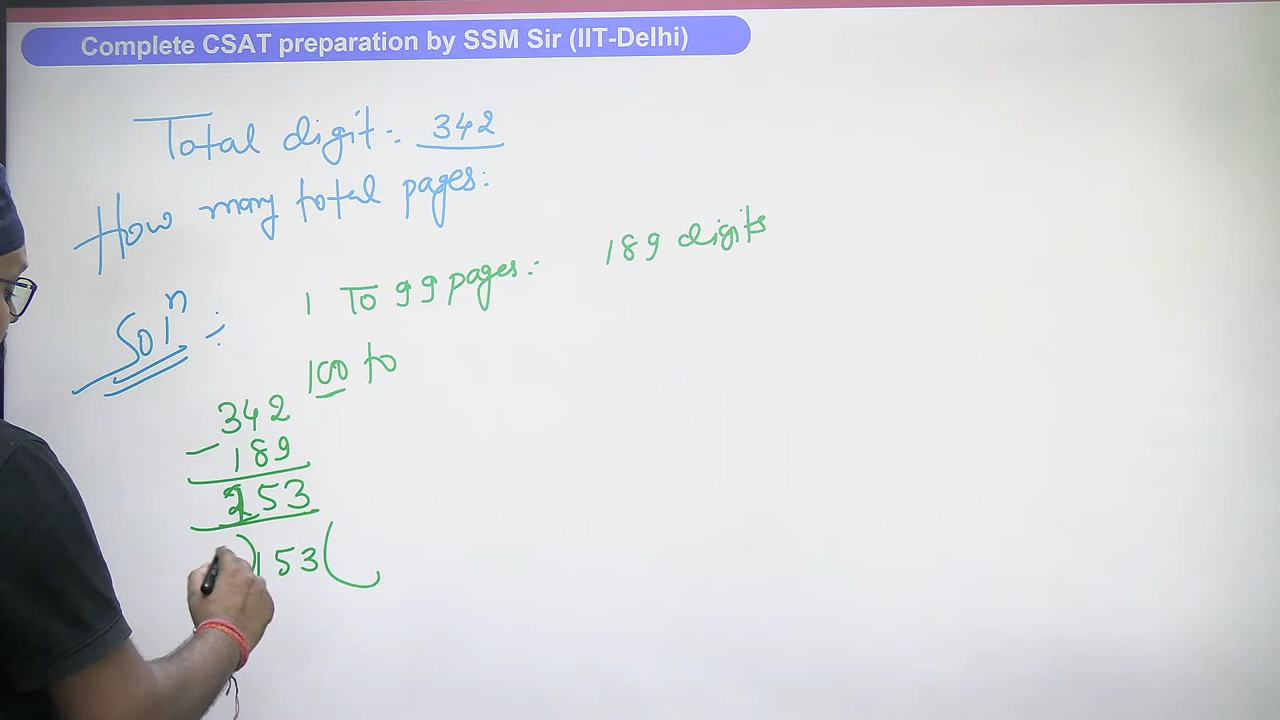 Complete CSAT preparation by SSM Sir (IIT-Delhi)
Total digit:- 342
How many total pages:
Solⁿ :- 1 To 99 pages:- 189 digits
100 to
342
- 189
153
)153(